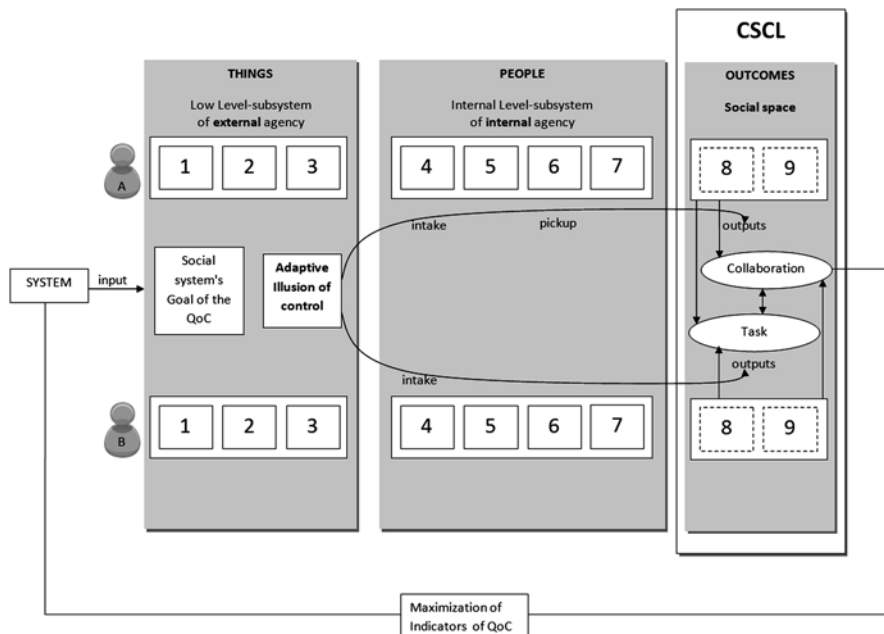 CSCL
THINGS
Low Level-subsystem
of external agency
PEOPLE
Internal Level-subsystem
of internal agency
OUTCOMES
Social space
A
1 2 3
4 5 6 7
8 9
intake
pickup
outputs
SYSTEM
input
Social
system's
Goal of the
QoC
Adaptive
Illusion of
control
Collaboration
Task
outputs
intake
B
1 2 3
4 5 6 7
8 9
Maximization of
Indicators of QoC